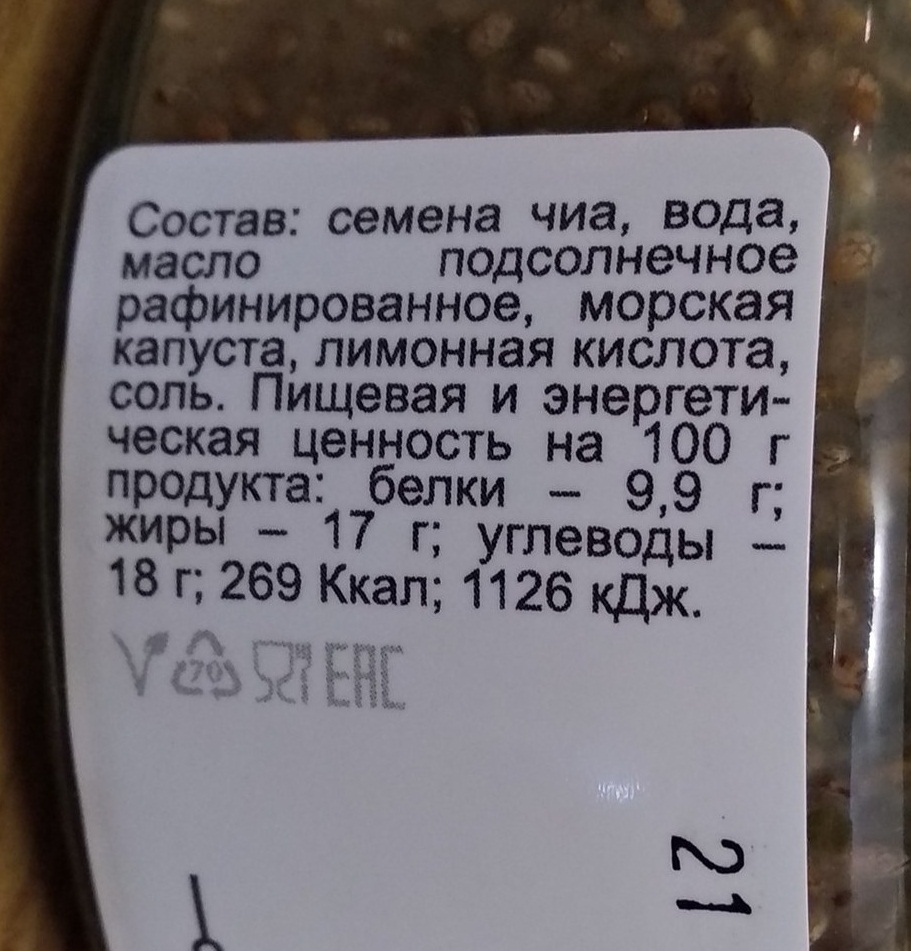 Состав: семена чиа, вода,
масло подсолнечное
рафинированное, морская
капуста, лимонная кислота,
соль. Пищевая и энергети-
ческая ценность на 100 г
продукта: белки – 9,9 г;
жиры – 17 г; углеводы –
18 г; 269 Ккал; 1126 кДж.
70 EAC
21